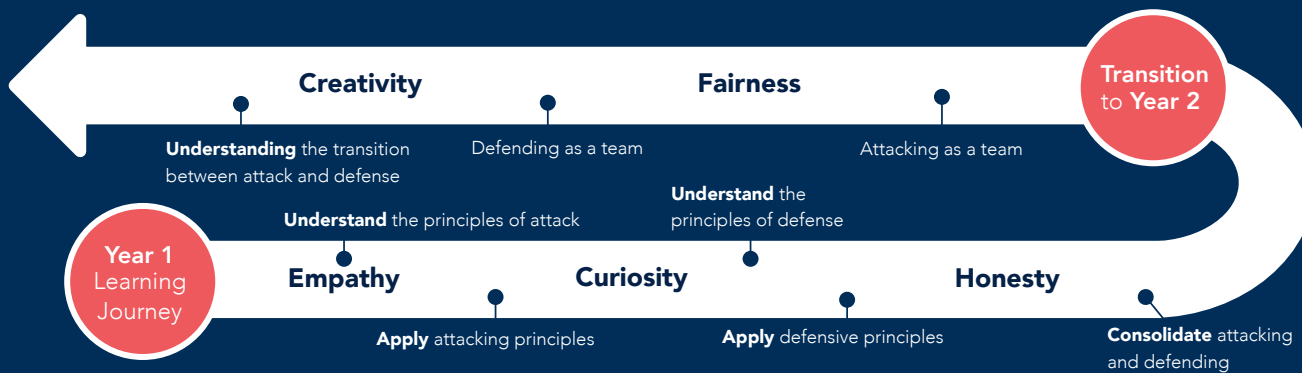 Creativity
Fairness
Transition
to Year 2
Understanding the transition
between attack and defense
Defending as a team
Attacking as a team
Understand the
principles of defense
Understand the principles of attack
Year 1
Learning
Journey
Empathy
Curiosity
Honesty
Apply attacking principles
Apply defensive principles
Consolidate attacking
and defending